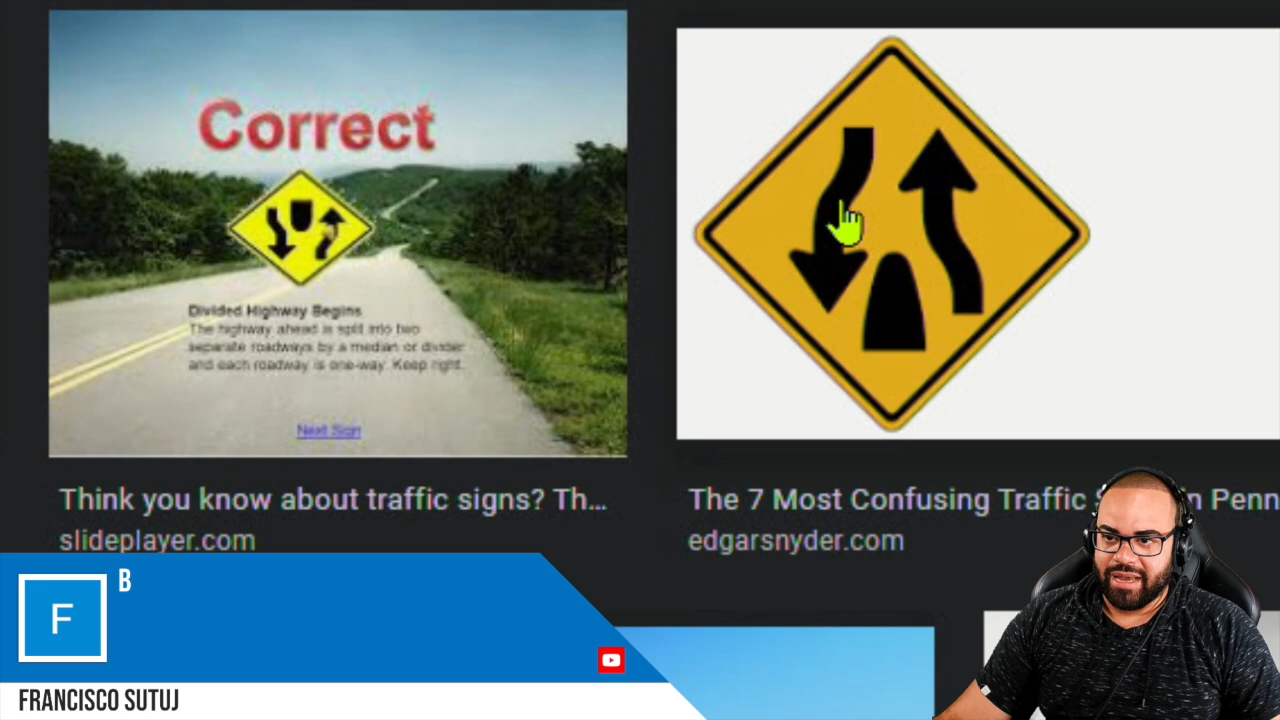 Correct
Divided Highway Begins
The highway ahead is split into two
separate roadways by a median or divider
and each roadway is one-way. Keep right.
Next Sign
Think you know about traffic signs? Th...
slideplayer.com
The 7 Most Confusing Traffic in Penn
edgarsnyder.com
F
B
FRANCISCO SUTUJ